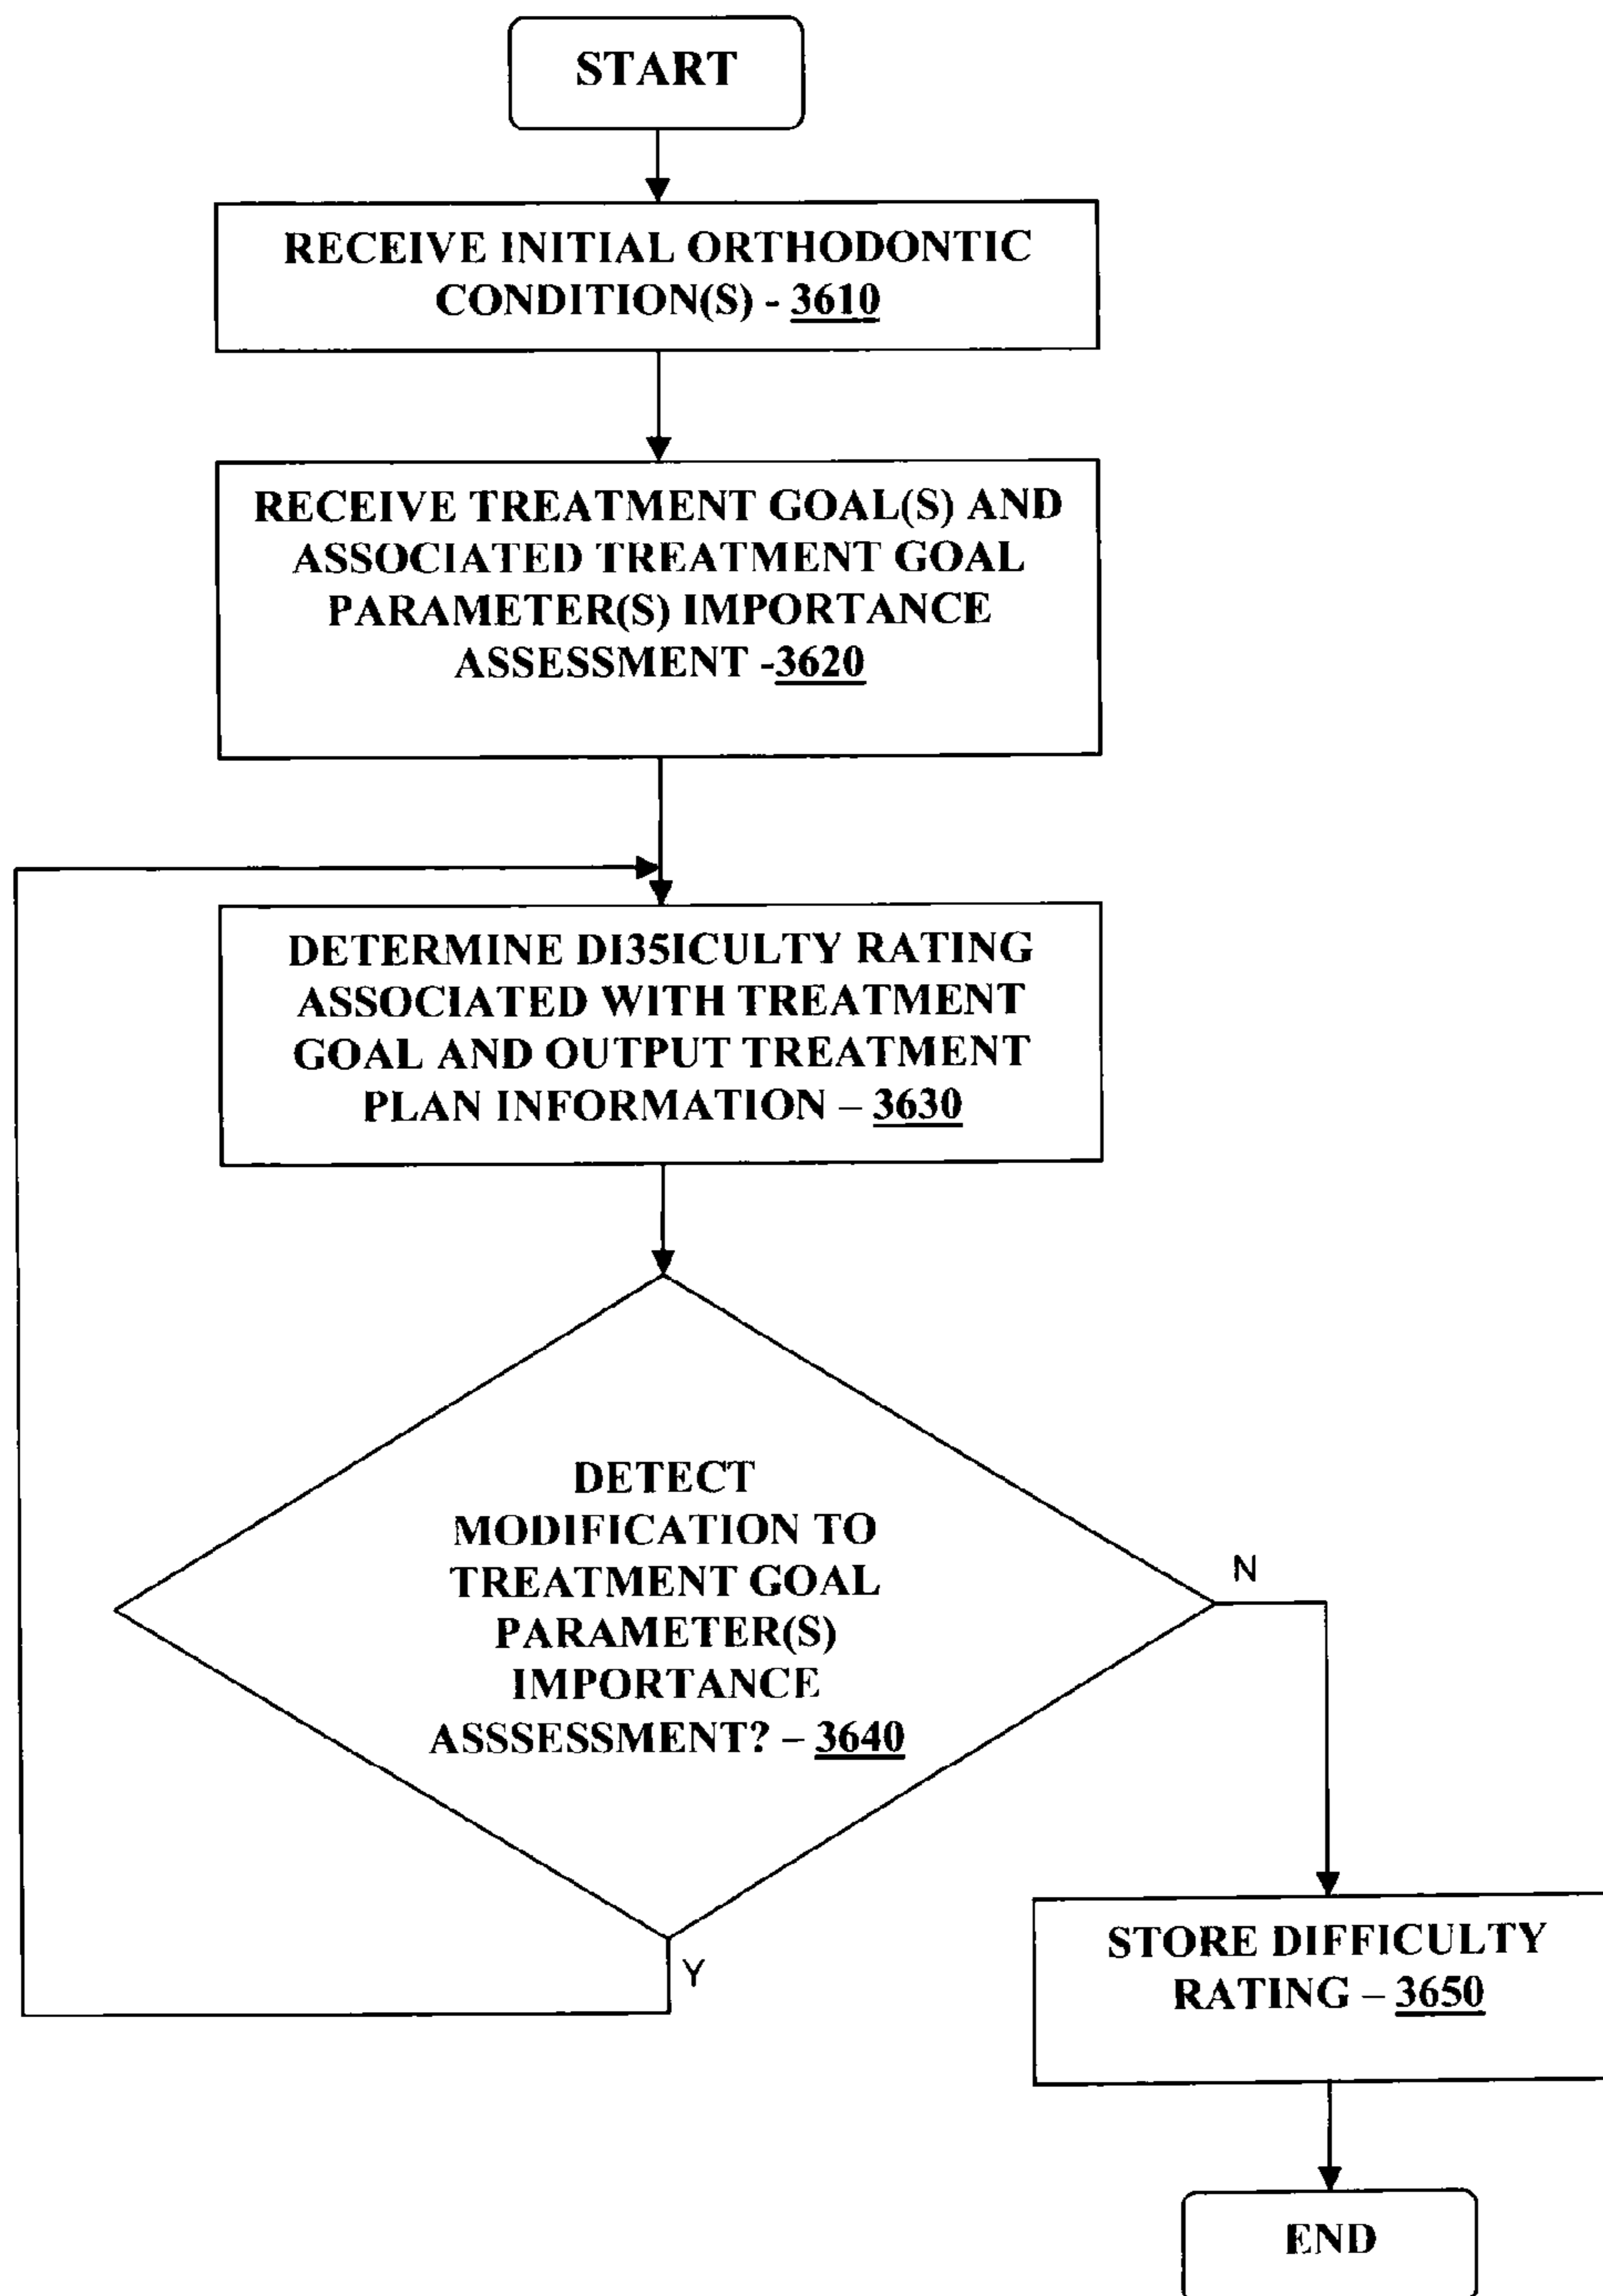 START
RECEIVE INITIAL ORTHODONTIC
CONDITION(S) - 3610
RECEIVE TREATMENT GOAL(S) AND
ASSOCIATED TREATMENT GOAL
PARAMETER(S) IMPORTANCE
ASSESSMENT -3620
DETERMINE DI35ICULTY RATING
ASSOCIATED WITH TREATMENT
GOAL AND OUTPUT TREATMENT
PLAN INFORMATION – 3630
DETECT
MODIFICATION TO
TREATMENT GOAL
PARAMETER(S)
IMPORTANCE
ASSSESSMENT? – 3640
N
Y
STORE DIFFICULTY
RATING – 3650
END